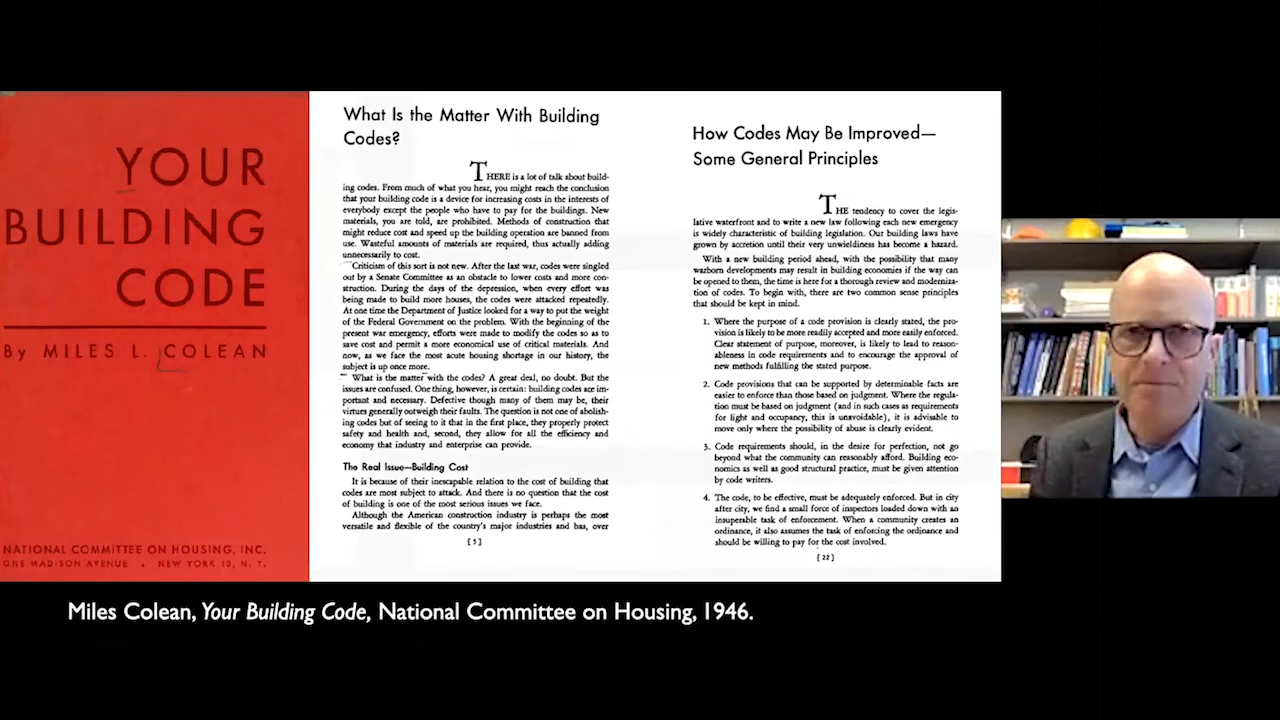 YOUR
BUILDING
CODE
By MILES L. COLEAN
NATIONAL COMMITTEE ON HOUSING, INC.
ONE MADISON AVENUE . NEW YORK 10, N. Y.
What Is the Matter With Building
Codes?
THERE is a lot of talk about build-
ing codes. From much of what you hear, you might reach the conclusion
that your building code is a device for increasing costs in the interests of
everybody except the people who have to pay for the buildings. New
materials, you are told, are prohibited. Methods of construction that
might reduce cost and speed up the building operation are banned from
use. Wasteful amounts of materials are required, thus actually adding
unnecessarily to cost.
Criticism of this sort is not new. After the last war, codes were singled
out by a Senate Committee as an obstacle to lower costs and more con-
struction. During the days of the depression, when every effort was
being made to build more houses, the codes were attacked repeatedly.
At one time the Department of Justice looked for a way to put the weight
of the Federal Government on the problem. With the beginning of the
present war emergency, efforts were made to modify the codes so as to
save cost and permit a more economical use of critical materials. And
now, as we face the most acute housing shortage in our history, the
subject is up once more.
What is the matter with the codes? A great deal, no doubt. But the
issues are confused. One thing, however, is certain: building codes are im-
portant and necessary. Defective though many of them may be, their
virtues generally outweigh their faults. The question is not one of abolish-
ing codes but of seeing to it that in the first place, they properly protect
safety and health and, second, they allow for all the efficiency and
economy that industry and enterprise can provide.
The Real Issue—Building Cost
It is because of their inescapable relation to the cost of building that
codes are most subject to attack. And there is no question that the cost
of building is one of the most serious issues we face.
Although the American construction industry is perhaps the most
versatile and flexible of the country's major industries and has, over
[ 5 ]
How Codes May Be Improved—
Some General Principles
THE tendency to cover the legis-
lative waterfront and to write a new law following each new emergency
is widely characteristic of building legislation. Our building laws have
grown by accretion until their very unwieldiness has become a hazard.
With a new building period ahead, with the possibility that many
warborn developments may result in building economies if the way can
be opened to them, the time is here for a thorough review and moderniza-
tion of codes. To begin with, there are two common sense principles
that should be kept in mind.
1. Where the purpose of a code provision is clearly stated, the pro-
vision is likely to be more readily accepted and more easily enforced.
Clear statement of purpose, moreover, is likely to lead to reason-
ableness in code requirements and to encourage the approval of
new methods fulfilling the stated purpose.
2. Code provisions that can be supported by determinable facts are
easier to enforce than those based on judgment. Where the regula-
tion must be based on judgment (and in such cases as requirements
for light and occupancy, this is unavoidable), it is advisable to
move only where the possibility of abuse is clearly evident.
3. Code requirements should, in the desire for perfection, not go
beyond what the community can reasonably afford. Building eco-
nomics as well as good structural practice, must be given attention
by code writers.
4. The code, to be effective, must be adequately enforced. But in city
after city, we find a small force of inspectors loaded down with an
insuperable task of enforcement. When a community creates an
ordinance, it also assumes the task of enforcing the ordinance and
should be willing to pay for the cost involved.
[ 22 ]
Miles Colean, Your Building Code, National Committee on Housing, 1946.